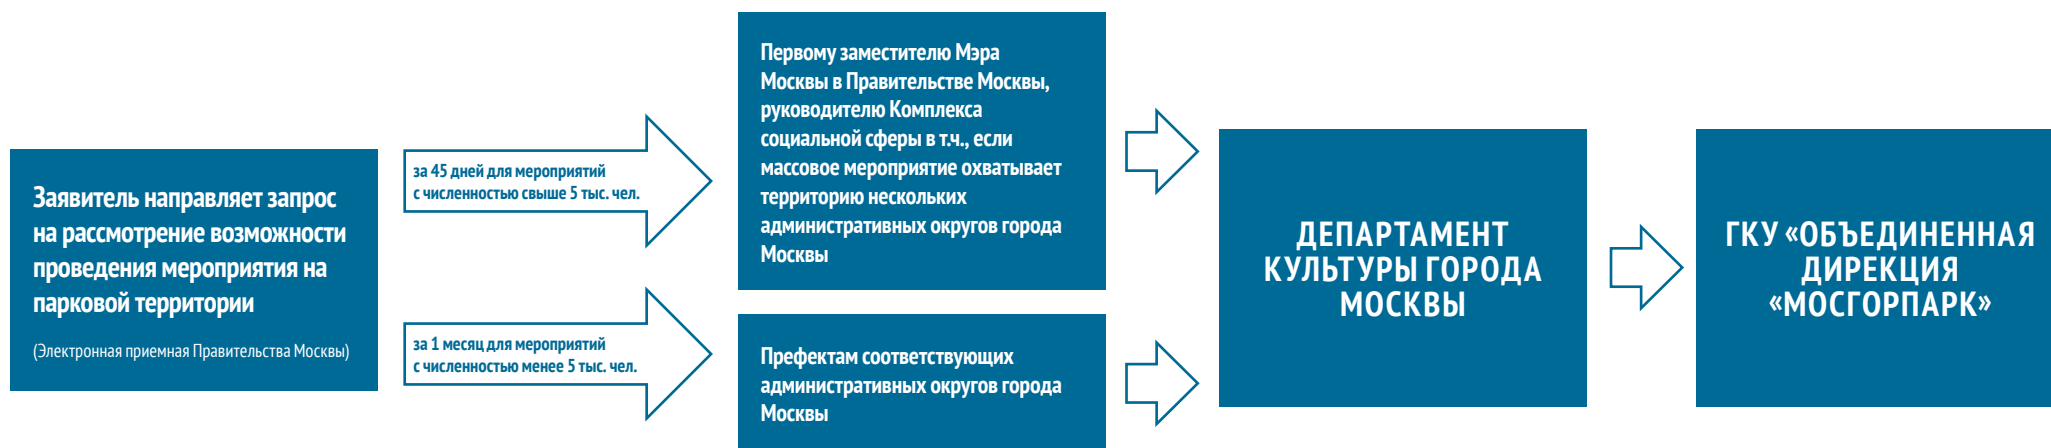 Заявитель направляет запрос
на рассмотрение возможности
проведения мероприятия на
парковой территории
(Электронная приемная Правительства Москвы)
за 45 дней для мероприятий
с численностью свыше 5 тыс. чел.
за 1 месяц для мероприятий
с численностью менее 5 тыс. чел.
Первому заместителю Мэра
Москвы в Правительстве Москвы,
руководителю Комплекса
социальной сферы в т.ч., если
массовое мероприятие охватывает
территорию нескольких
административных округов города
Москвы
Префектам соответствующих
административных округов города
Москвы
ДЕПАРТАМЕНТ
КУЛЬТУРЫ ГОРОДА
МОСКВЫ
ГКУ «ОБЪЕДИНЕННАЯ
ДИРЕКЦИЯ
«МОСГОРПАРК»